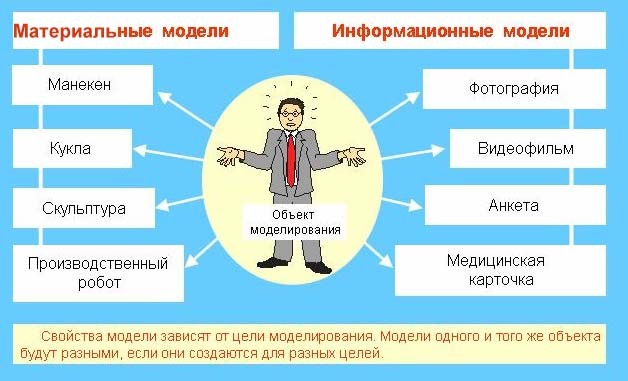 Материальные модели
Информационные модели
Манекен
Кукла
Скульптура
Производственный
робот
Объект
моделирования
Фотография
Видеофильм
Анкета
Медицинская
карточка
Свойства модели зависят от цели моделирования. Модели одного и того же объекта
будут разными, если они создаются для разных целей.